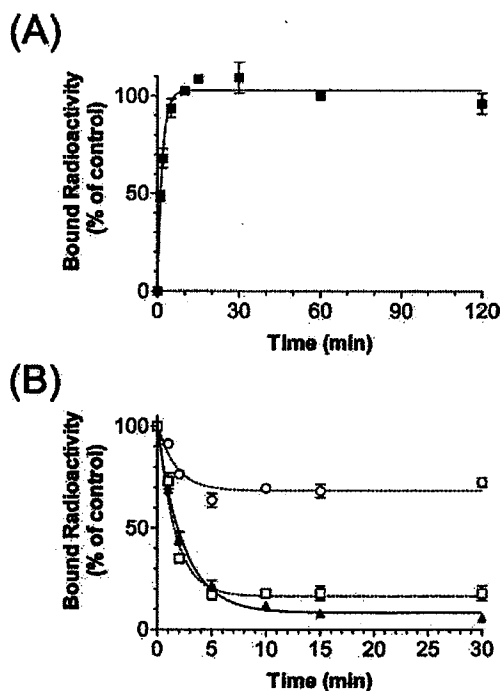 (A)
100
50
0
Bound Radioactivity
(% of control)
0 30 60 90 120
Time (min)
(B)
100
50
0
Bound Radioactivity
(% of control)
0 5 10 15 20 25 30
Time (min)